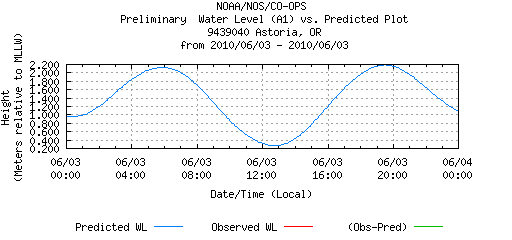 NOAA/NOS/CO-OPS
Preliminary Water Level (A1) vs. Predicted Plot
9439040 Astoria, OR
from 2010/06/03 - 2010/06/03
Height
(Meters relative to MLLW)
2.200
2.000
1.800
1.600
1.400
1.200
1.000
0.800
0.600
0.400
0.200
06/03 06/03 06/03 06/03 06/03 06/03 06/04
00:00 04:00 08:00 12:00 16:00 20:00 00:00
Date/Time (Local)
Predicted WL Observed WL (Obs-Pred)